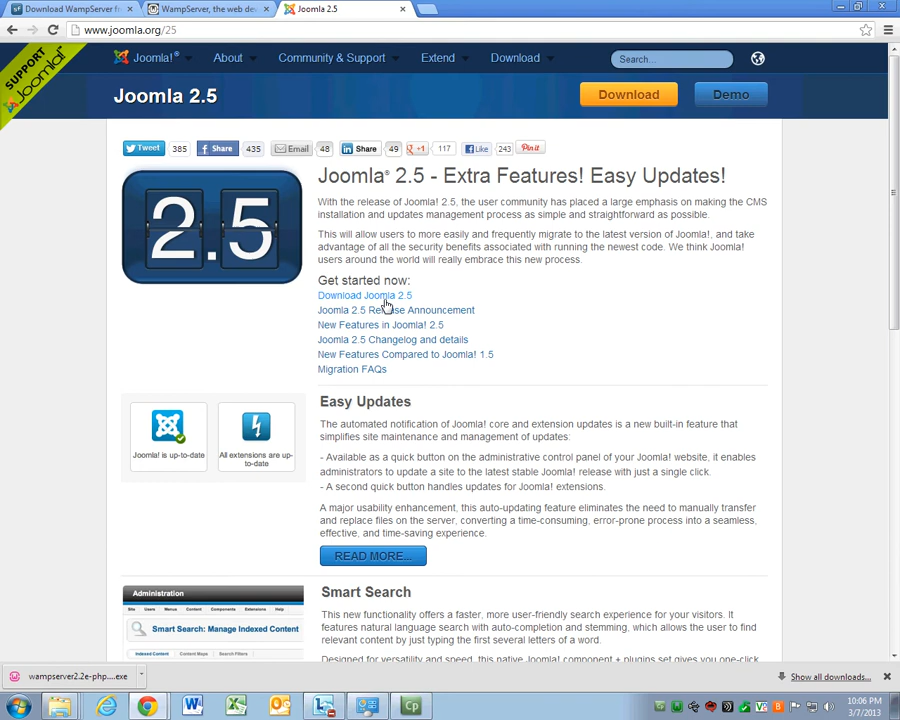 Download WampServer f
WampServer, the web de
Joomla 2.5
www.joomla.org/25
SUPPORT
Joomla!
Joomla!®
About
Community & Support
Extend
Download
Search...
Joomla 2.5
Download
Demo
Tweet 385 Share 435 Email 48 Share 49 +1 117 Like 243 Pin it
2.5
Joomla® 2.5 - Extra Features! Easy Updates!
With the release of Joomla! 2.5, the user community has placed a large emphasis on making the CMS
installation and updates management process as simple and straightforward as possible.
This will allow users to more easily and frequently migrate to the latest version of Joomla!, and take
advantage of all the security benefits associated with running the newest code. We think Joomla!
users around the world will really embrace this new process.
Get started now:
Download Joomla 2.5
Joomla 2.5 Release Announcement
New Features in Joomla! 2.5
Joomla 2.5 Changelog and details
New Features Compared to Joomla! 1.5
Migration FAQs
Joomla! is up-to-date
All extensions are up-
to-date
Easy Updates
The automated notification of Joomla! core and extension updates is a new built-in feature that
simplifies site maintenance and management of updates:
- Available as a quick button on the administrative control panel of your Joomla! website, it enables
administrators to update a site to the latest stable Joomla! release with just a single click.
- A second quick button handles updates for Joomla! extensions.
A major usability enhancement, this auto-updating feature eliminates the need to manually transfer
and replace files on the server, converting a time-consuming, error-prone process into a seamless,
effective, and time-saving experience.
READ MORE...
Administration
Site Users Menus Content Components Extensions Help
Smart Search: Manage Indexed Content
Indexed Content Content Maps Search Filters
Smart Search
This new functionality offers a faster, more user-friendly search experience for your visitors. It
features natural language search with auto-completion and stemming, which allows the user to find
relevant content by just typing the first several letters of a word.
Designed for versatility and speed, this native Joomla! component + plugins set gives you one-click
wampserver2.2e-php....exe
Show all downloads...
10:06 PM
3/7/2013